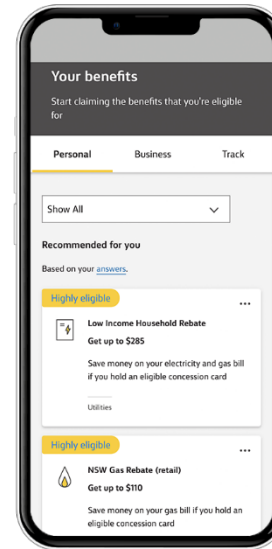 Your benefits
Start claiming the benefits that you're eligible
for
Personal Business Track
Show All
Recommended for you
Based on your answers.
Highly eligible
Low Income Household Rebate
Get up to $285
Save money on your electricity and gas bill
if you hold an eligible concession card
Utilities
Highly eligible
NSW Gas Rebate (retail)
Get up to $110
Save money on your gas bill if you hold an
eligible concession card